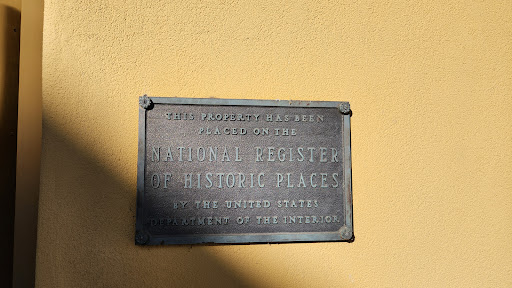 THIS PROPERTY HAS BEEN
PLACED ON THE
NATIONAL REGISTER
OF HISTORIC PLACES
BY THE UNITED STATES
DEPARTMENT OF THE INTERIOR